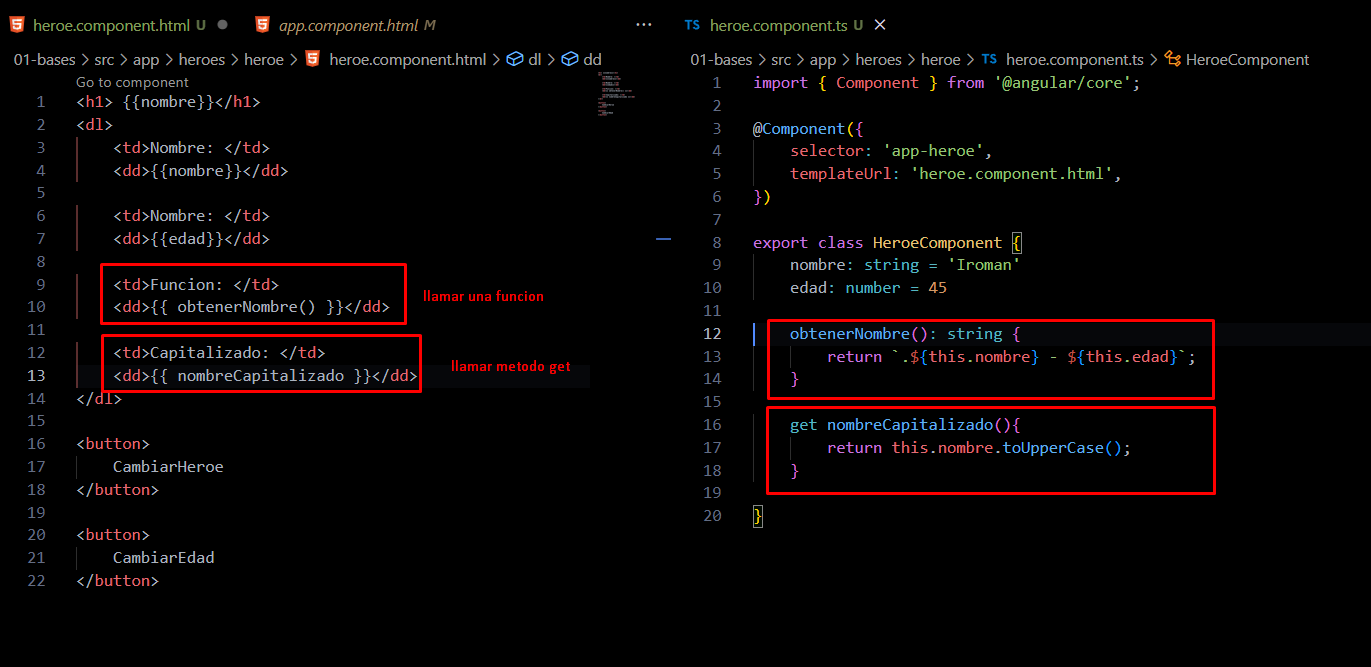 heroe.component.html U
app.component.html M
...
01-bases > src > app > heroes > heroe > heroe.component.html > dl > dd
Go to component
1 <h1> {{nombre}}</h1>
2 <dl>
3 <td>Nombre: </td>
4 <dd>{{nombre}}</dd>
5
6 <td>Nombre: </td>
7 <dd>{{edad}}</dd>
8
9 <td>Funcion: </td>
10 <dd>{{ obtenerNombre() }}</dd>
llamar una funcion
11
12 <td>Capitalizado: </td>
13 <dd>{{ nombreCapitalizado }}</dd>
llamar metodo get
14 </dl>
15
16 <button>
17 CambiarHeroe
18 </button>
19
20 <button>
21 CambiarEdad
22 </button>
TS heroe.component.ts U ×
01-bases > src > app > heroes > heroe > TS heroe.component.ts > HeroeComponent
1 import { Component } from '@angular/core';
2
3 @Component({
4 selector: 'app-heroe',
5 templateUrl: 'heroe.component.html',
6 })
7
8 export class HeroeComponent {
9 nombre: string = 'Iroman'
10 edad: number = 45
11
12 obtenerNombre(): string {
13 return `.${this.nombre} - ${this.edad}`;
14 }
15
16 get nombreCapitalizado(){
17 return this.nombre.toUpperCase();
18 }
19
20 }